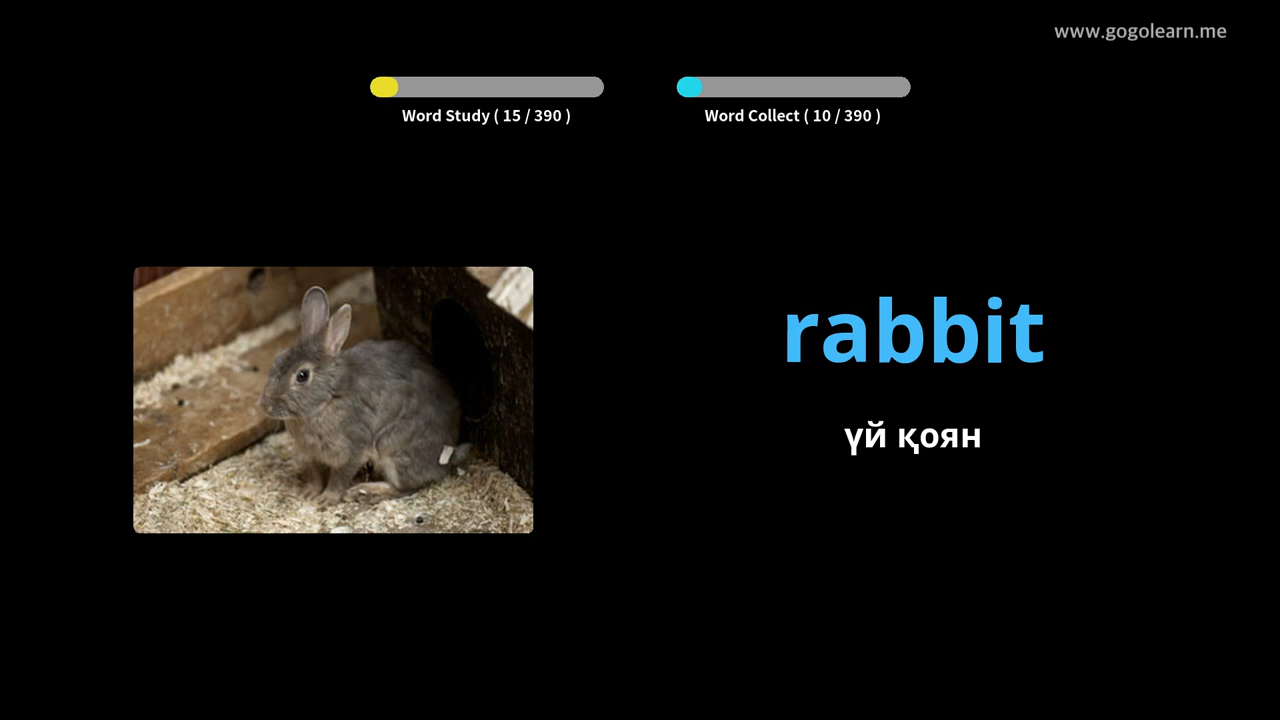 www.gogolearn.me
Word Study ( 15 / 390 )
Word Collect ( 10 / 390 )
rabbit
үй қоян